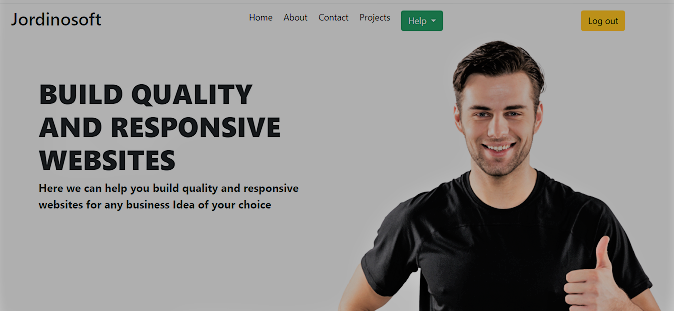 Jordinosoft
Home About Contact Projects Help Log out
BUILD QUALITY
AND RESPONSIVE
WEBSITES
Here we can help you build quality and responsive
websites for any business Idea of your choice